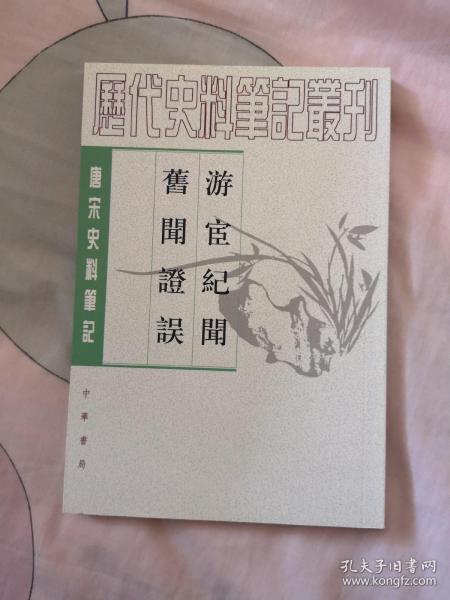 歷代史料筆記叢刊
唐宋史料筆記
游宦紀聞
舊聞證誤
中華書局
孔夫子旧书网
www.kongfz.com